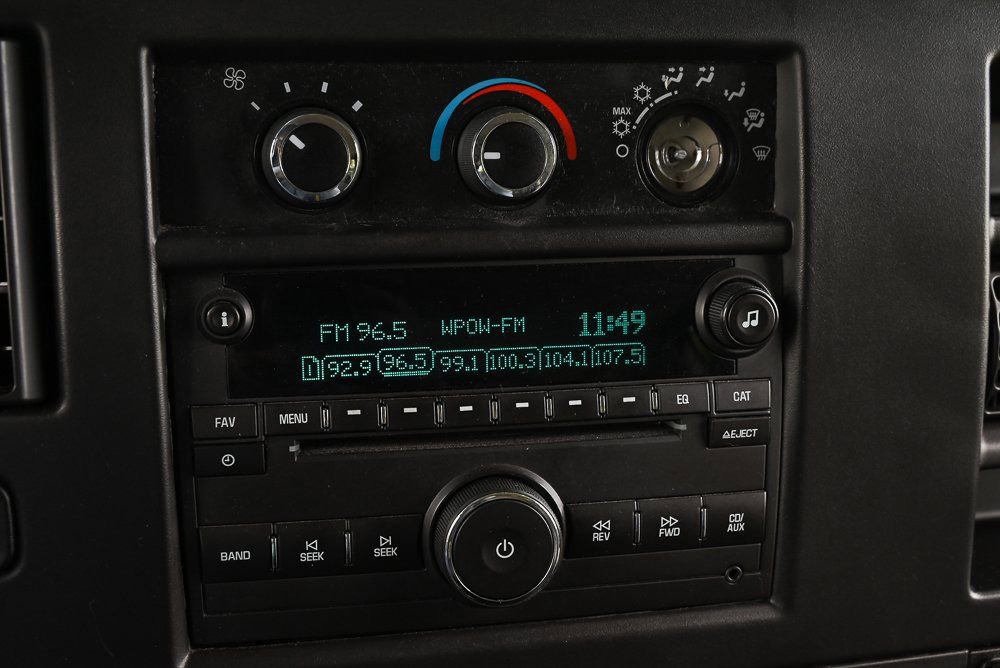 MAX
i
FM 96.5 WPOW-FM 11:49
D 92.9 96.5 99.1 100.3 104.1 107.5
FAV MENU EQ CAT
EJECT
BAND SEEK SEEK REV FWD CD/
AUX